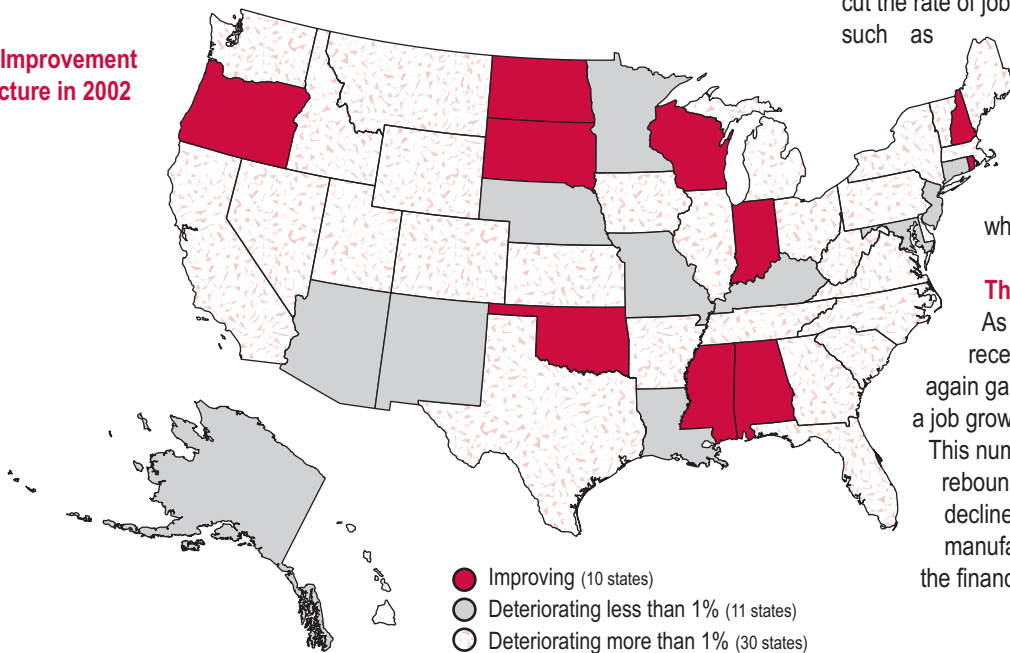 cut the rate of job
such as
Improvement
cture in 2002
wh
Th
As
rece
again ga
a job grow
This num
reboun
decline
manufa
the financ
Improving (10 states)
Deteriorating less than 1% (11 states)
Deteriorating more than 1% (30 states)